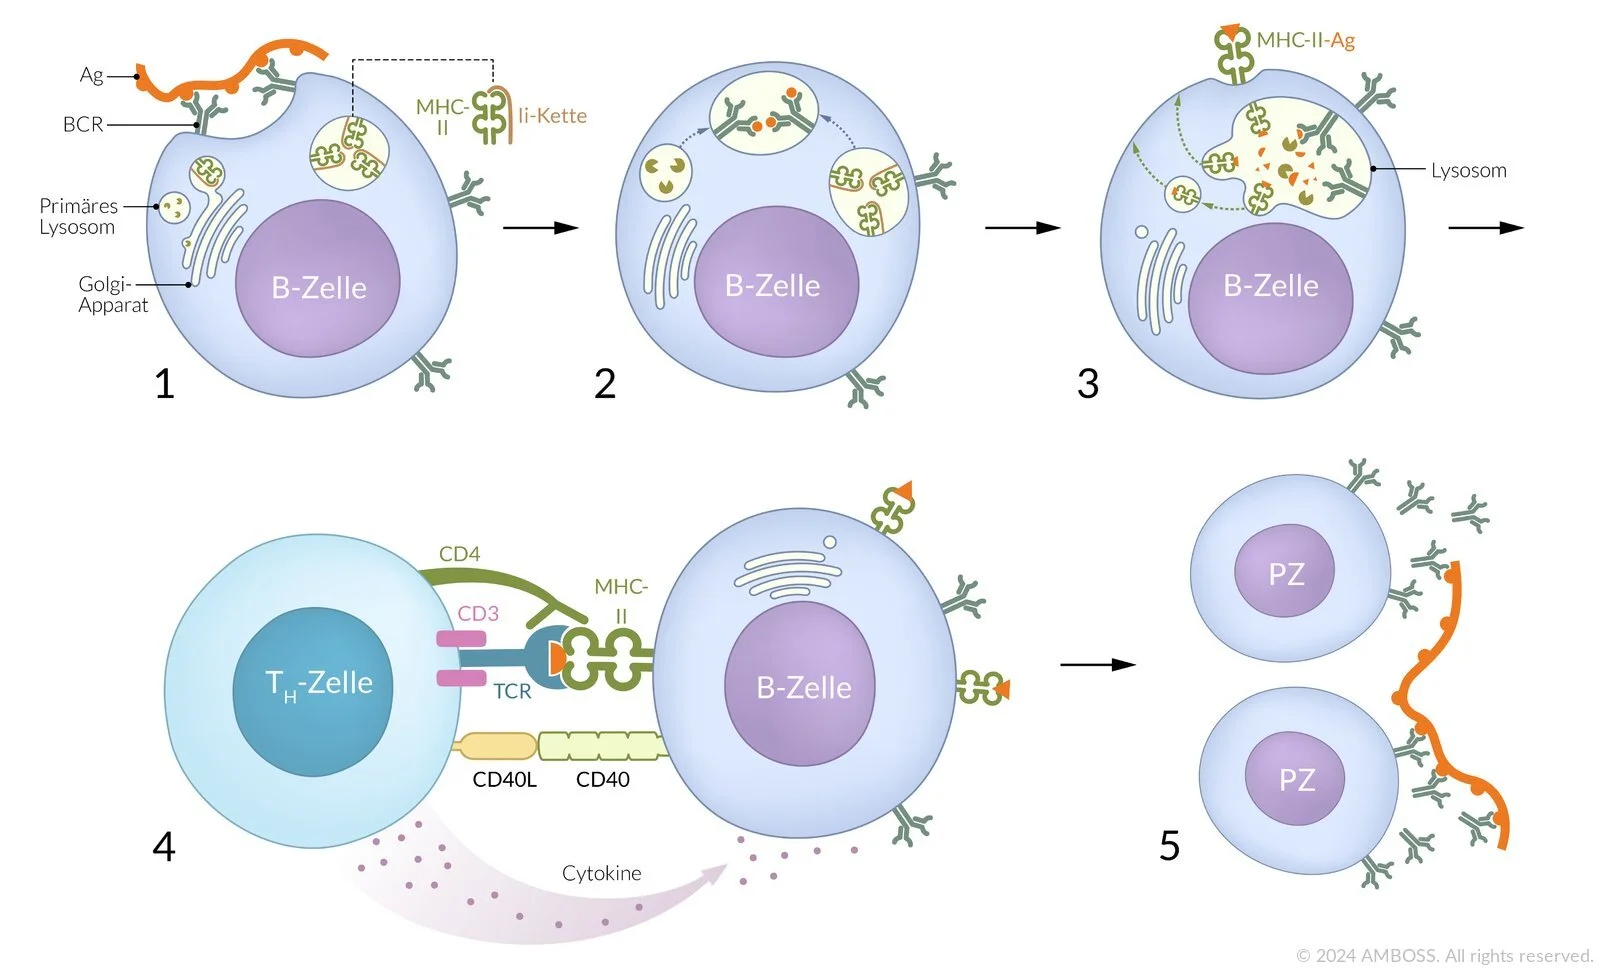 Ag
BCR
Primäres
Lysosom
Golgi-
Apparat
MHC-
II
Ii-Kette
B-Zelle
1
B-Zelle
2
MHC-II-Ag
Lysosom
B-Zelle
3
CD4
CD3
MHC-
II
TCR
TH-Zelle
B-Zelle
CD40L
CD40
Cytokine
4
PZ
PZ
5
© 2024 AMBOSS. All rights reserved.